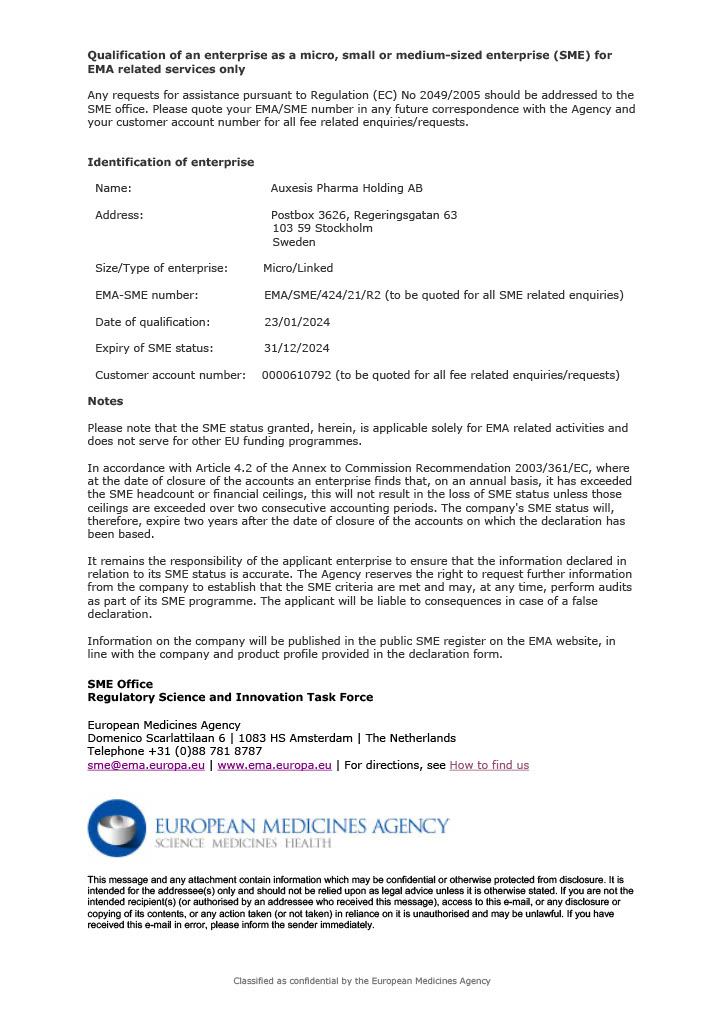 Qualification of an enterprise as a micro, small or medium-sized enterprise (SME) for
EMA related services only
Any requests for assistance pursuant to Regulation (EC) No 2049/2005 should be addressed to the
SME office. Please quote your EMA/SME number in any future correspondence with the Agency and
your customer account number for all fee related enquiries/requests.
Identification of enterprise
Name: Auxesis Pharma Holding AB
Address: Postbox 3626, Regeringsgatan 63
103 59 Stockholm
Sweden
Size/Type of enterprise: Micro/Linked
EMA-SME number: EMA/SME/424/21/R2 (to be quoted for all SME related enquiries)
Date of qualification: 23/01/2024
Expiry of SME status: 31/12/2024
Customer account number: 0000610792 (to be quoted for all fee related enquiries/requests)
Notes
Please note that the SME status granted, herein, is applicable solely for EMA related activities and
does not serve for other EU funding programmes.
In accordance with Article 4.2 of the Annex to Commission Recommendation 2003/361/EC, where
at the date of closure of the accounts an enterprise finds that, on an annual basis, it has exceeded
the SME headcount or financial ceilings, this will not result in the loss of SME status unless those
ceilings are exceeded over two consecutive accounting periods. The company's SME status will,
therefore, expire two years after the date of closure of the accounts on which the declaration has
been based.
It remains the responsibility of the applicant enterprise to ensure that the information declared in
relation to its SME status is accurate. The Agency reserves the right to request further information
from the company to establish that the SME criteria are met and may, at any time, perform audits
as part of its SME programme. The applicant will be liable to consequences in case of a false
declaration.
Information on the company will be published in the public SME register on the EMA website, in
line with the company and product profile provided in the declaration form.
SME Office
Regulatory Science and Innovation Task Force
European Medicines Agency
Domenico Scarlattilaan 6 | 1083 HS Amsterdam | The Netherlands
Telephone +31 (0)88 781 8787
sme@ema.europa.eu | www.ema.europa.eu | For directions, see How to find us
EUROPEAN MEDICINES AGENCY
SCIENCE MEDICINES HEALTH
This message and any attachment contain information which may be confidential or otherwise protected from disclosure. It is
intended for the addressee(s) only and should not be relied upon as legal advice unless it is otherwise stated. If you are not the
intended recipient(s) (or authorised by an addressee who received this message), access to this e-mail, or any disclosure or
copying of its contents, or any action taken (or not taken) in reliance on it is unauthorised and may be unlawful. If you have
received this e-mail in error, please inform the sender immediately.
Classified as confidential by the European Medicines Agency